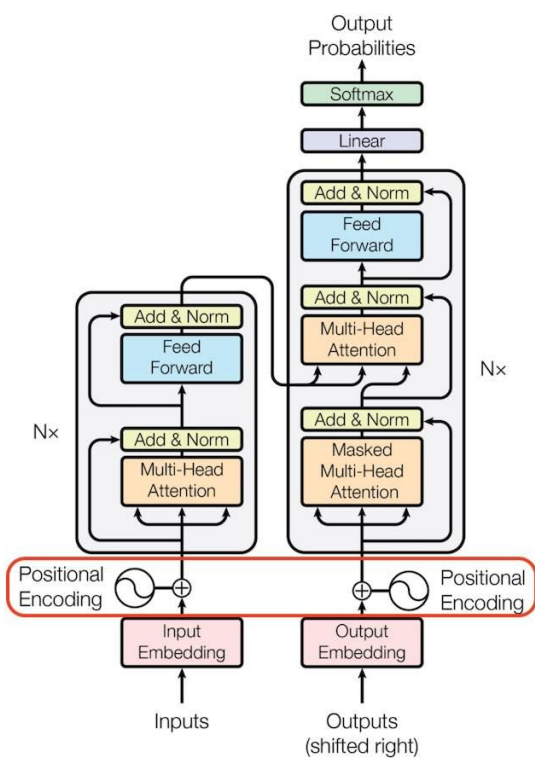 Output
Probabilities
Softmax
Linear
Add & Norm
Feed
Forward
Add & Norm
Multi-Head
Attention
Add & Norm
Masked
Multi-Head
Attention
N×
Add & Norm
Feed
Forward
Add & Norm
Multi-Head
Attention
N×
Positional
Encoding
Positional
Encoding
Input
Embedding
Output
Embedding
Inputs
Outputs
(shifted right)